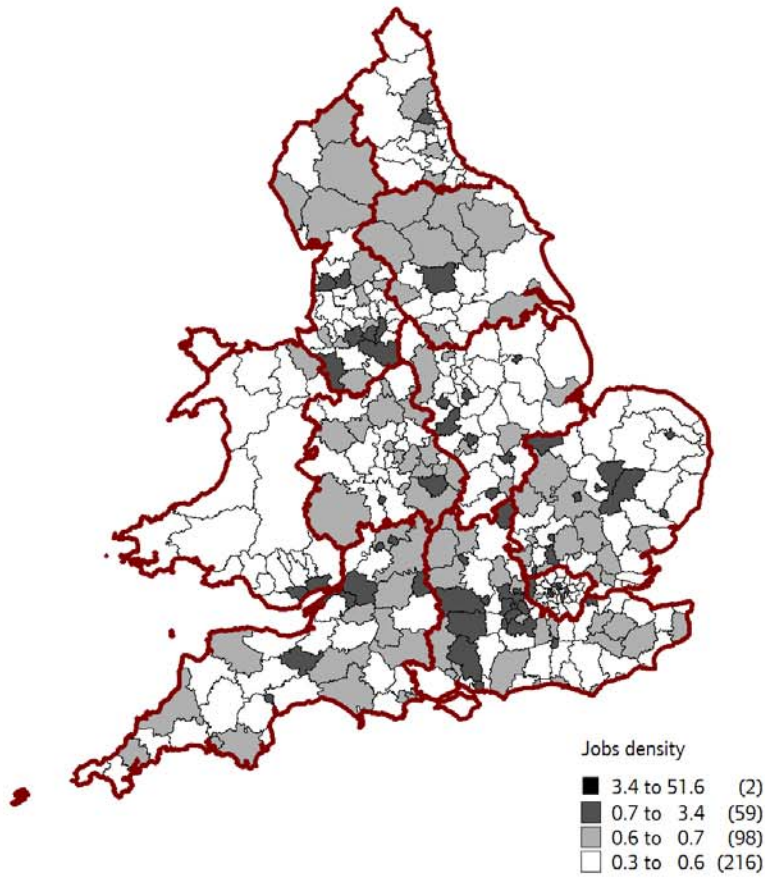 Jobs density
3.4 to 51.6 (2)
0.7 to 3.4 (59)
0.6 to 0.7 (98)
0.3 to 0.6 (216)